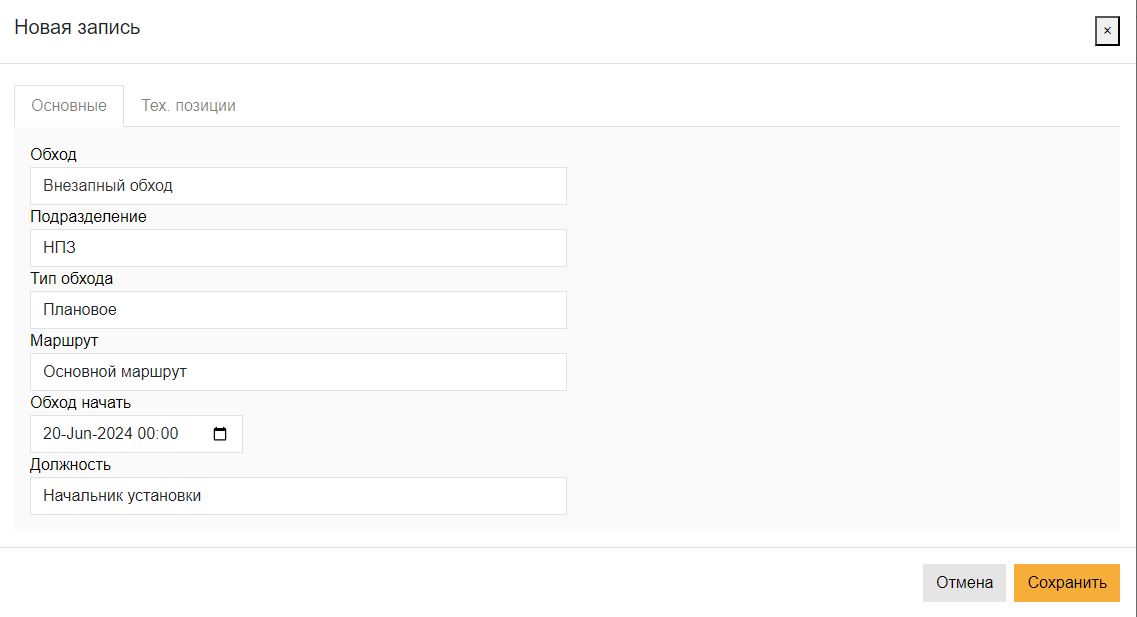 Новая запись
×
Основные
Тех. позиции
Обход
Внезапный обход
Подразделение
НПЗ
Тип обхода
Плановое
Маршрут
Основной маршрут
Обход начать
20-Jun-2024 00:00
Должность
Начальник установки
Отмена
Сохранить